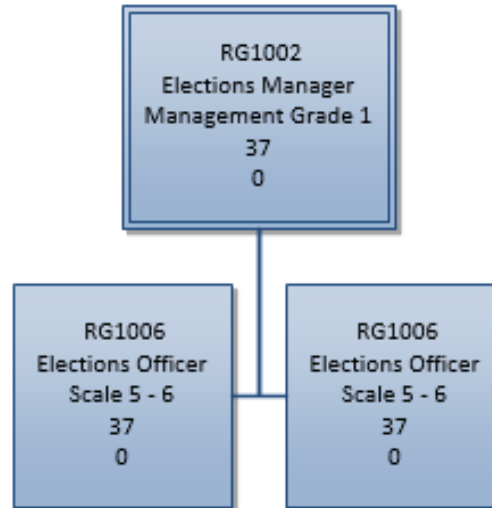 RG1002
Elections Manager
Management Grade 1
37
0
RG1006
Elections Officer
Scale 5 - 6
37
0
RG1006
Elections Officer
Scale 5 - 6
37
0